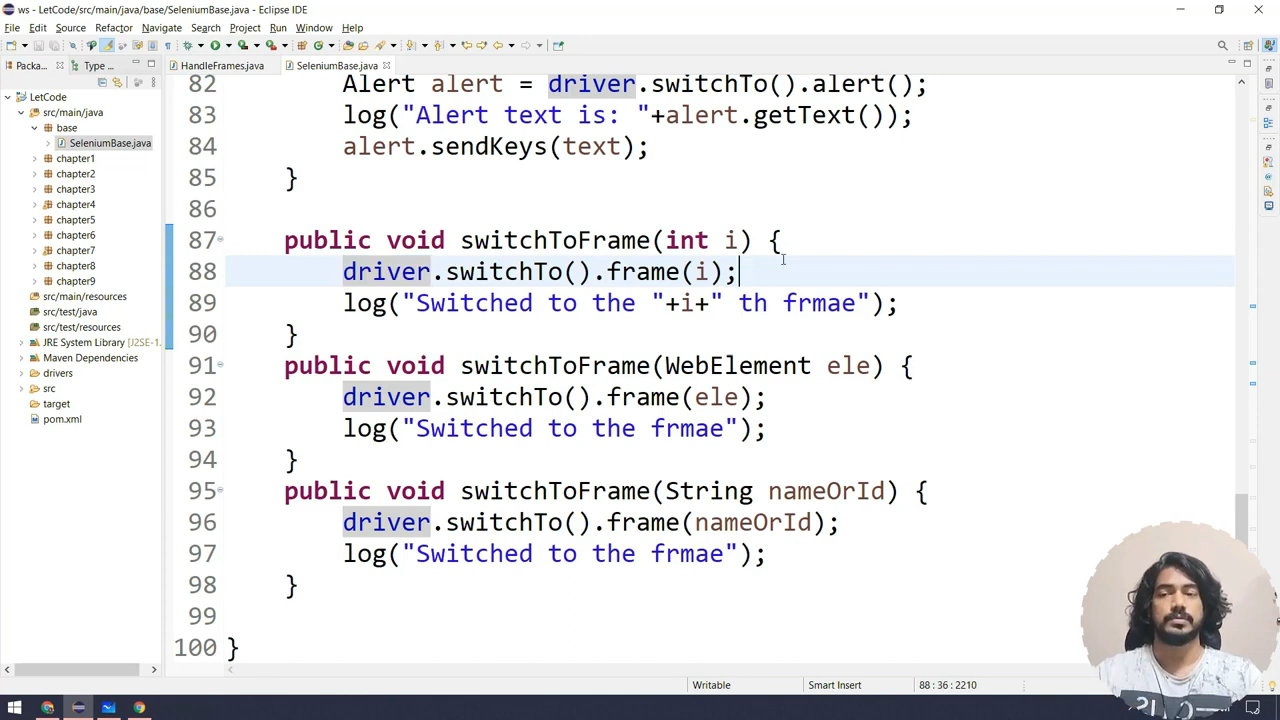 ws - LetCode/src/main/java/base/SeleniumBase.java - Eclipse IDE
File Edit Source Refactor Navigate Search Project Run Window Help
Packa... Type ... HandleFrames.java SeleniumBase.java
LetCode
src/main/java
base
SeleniumBase.java
chapter1
chapter2
chapter3
chapter4
chapter5
chapter6
chapter7
chapter8
chapter9
src/main/resources
src/test/java
src/test/resources
JRE System Library [J2SE-1.
Maven Dependencies
drivers
src
target
pom.xml
82 Alert alert = driver.switchTo().alert();
83 log("Alert text is: "+alert.getText());
84 alert.sendKeys(text);
85 }
86
87 public void switchToFrame(int i) {
88 driver.switchTo().frame(i);
89 log("Switched to the "+i+" th frmae");
90 }
91 public void switchToFrame(WebElement ele) {
92 driver.switchTo().frame(ele);
93 log("Switched to the frmae");
94 }
95 public void switchToFrame(String nameOrId) {
96 driver.switchTo().frame(nameOrId);
97 log("Switched to the frmae");
98 }
99
100 }
Writable Smart Insert 88 : 36 : 2210